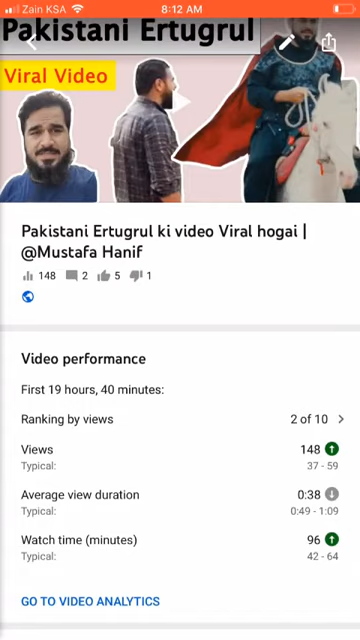 Zain KSA
8:12 AM
Pakistani Ertugrul
Viral Video
Pakistani Ertugrul ki video Viral hogai |
@Mustafa Hanif
148 2 5 1
Video performance
First 19 hours, 40 minutes:
Ranking by views 2 of 10
Views 148
Typical: 37 - 59
Average view duration 0:38
Typical: 0:49 - 1:09
Watch time (minutes) 96
Typical: 42 - 64
GO TO VIDEO ANALYTICS